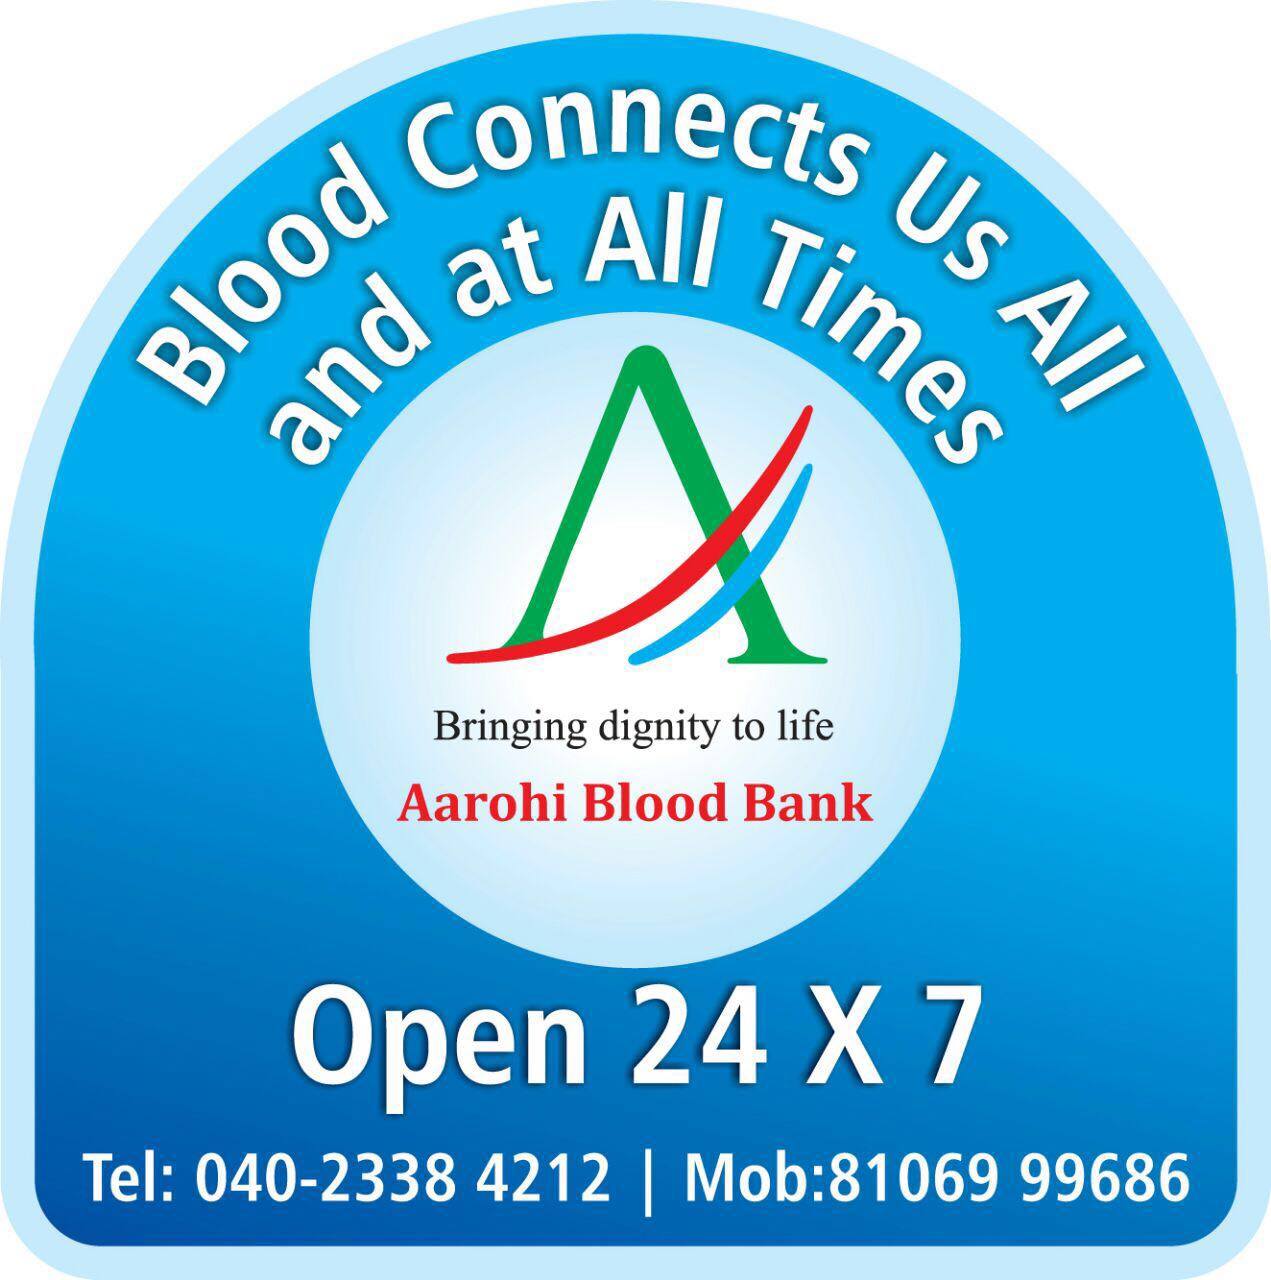 Blood Connects Us All
and at All Times
Bringing dignity to life
Aarohi Blood Bank
Open 24 X 7
Tel: 040-2338 4212 | Mob:81069 99686